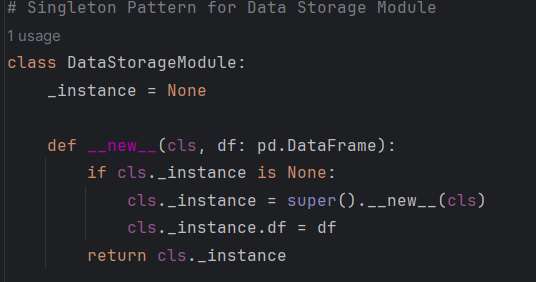 # Singleton Pattern for Data Storage Module
1 usage
class DataStorageModule:
    _instance = None
    def __new__(cls, df: pd.DataFrame):
        if cls._instance is None:
            cls._instance = super().__new__(cls)
            cls._instance.df = df
        return cls._instance